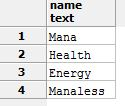 name
text
1 Mana
2 Health
3 Energy
4 Manaless